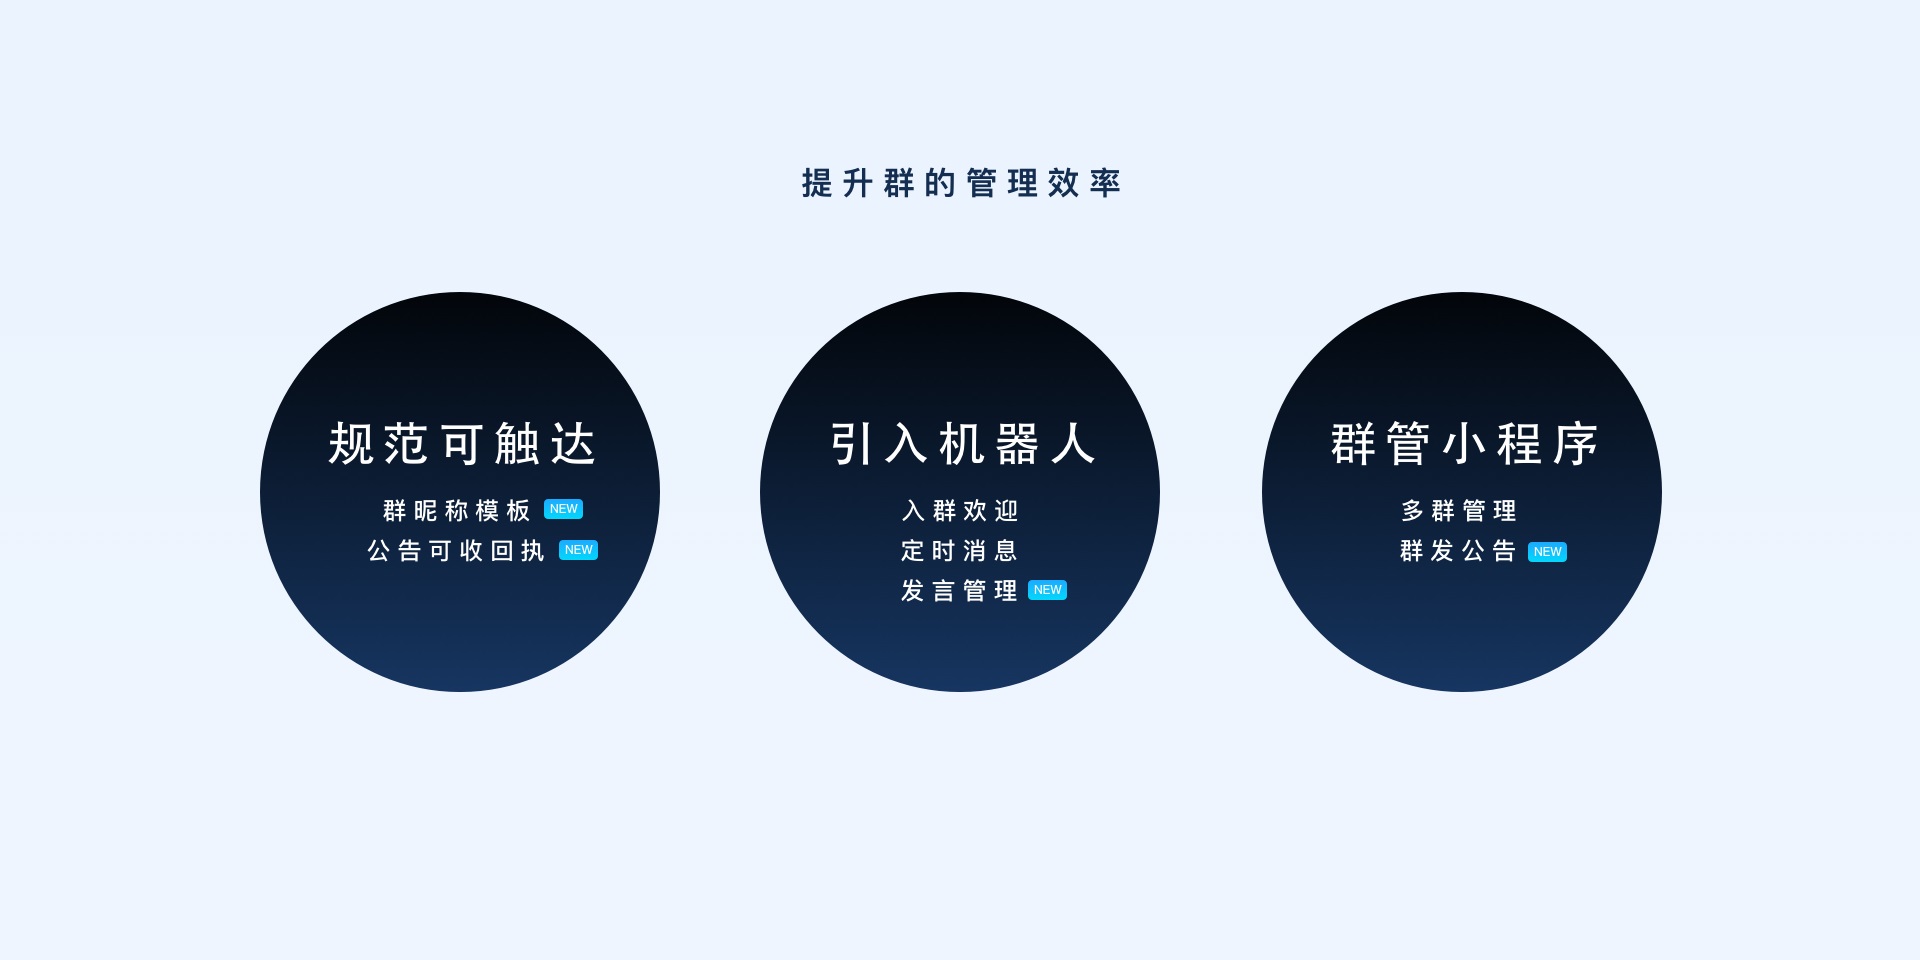 提升群的管理效率
规范可触达
群昵称模板 NEW
公告可收回执 NEW
引入机器人
入群欢迎
定时消息
发言管理 NEW
群管小程序
多群管理
群发公告 NEW